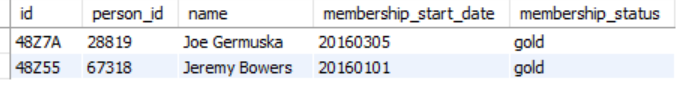 id person_id name membership_start_date membership_status
48Z7A 28819 Joe Germuska 20160305 gold
48Z55 67318 Jeremy Bowers 20160101 gold